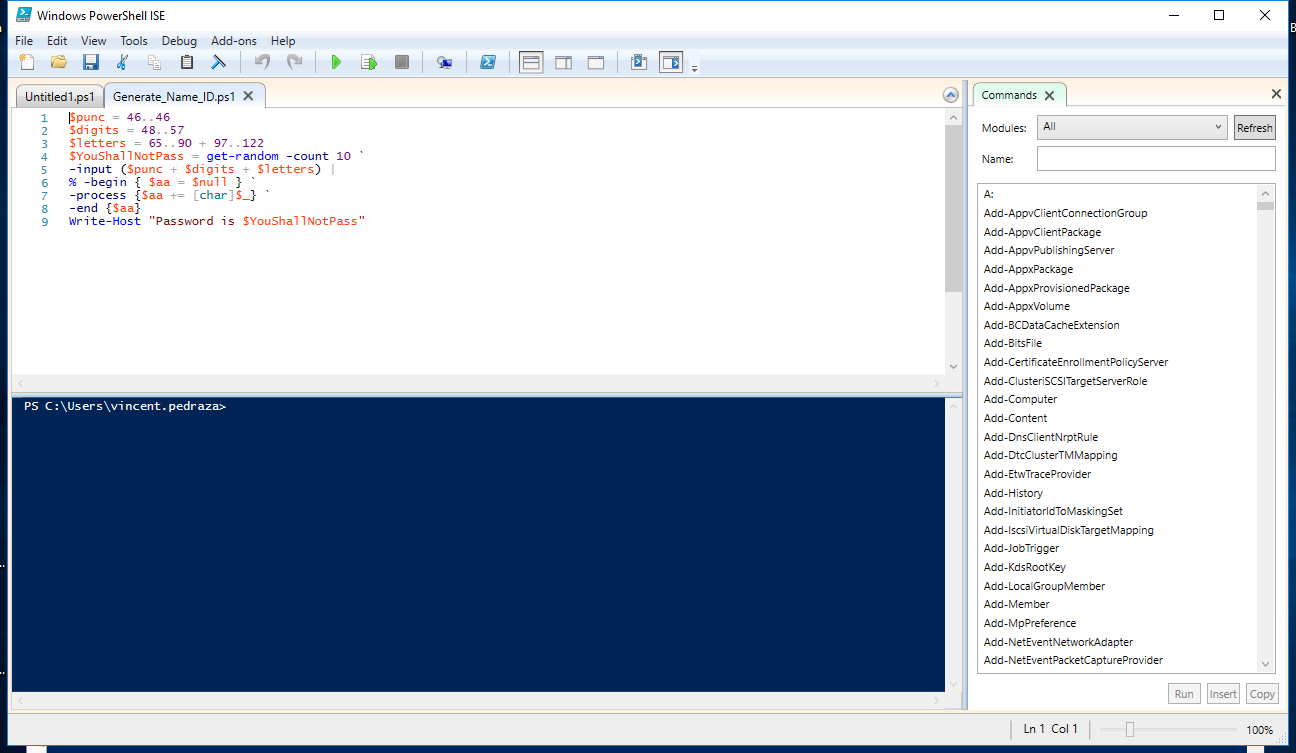 Windows PowerShell ISE
File Edit View Tools Debug Add-ons Help
Untitled1.ps1 Generate_Name_ID.ps1
1 $punc = 46..46
2 $digits = 48..57
3 $letters = 65..90 + 97..122
4 $YouShallNotPass = get-random -count 10 `
5 -input ($punc + $digits + $letters) |
6 % -begin { $aa = $null } `
7 -process {$aa += [char]$_} `
8 -end {$aa}
9 Write-Host "Password is $YouShallNotPass"
PS C:\Users\vincent.pedraza>
Commands
Modules: All Refresh
Name:
A:
Add-AppvClientConnectionGroup
Add-AppvClientPackage
Add-AppvPublishingServer
Add-AppxPackage
Add-AppxProvisionedPackage
Add-AppxVolume
Add-BCDataCacheExtension
Add-BitsFile
Add-CertificateEnrollmentPolicyServer
Add-ClusteriSCSITargetServerRole
Add-Computer
Add-Content
Add-DnsClientNrptRule
Add-DtcClusterTMMapping
Add-EtwTraceProvider
Add-History
Add-InitiatorIdToMaskingSet
Add-IscsiVirtualDiskTargetMapping
Add-JobTrigger
Add-KdsRootKey
Add-LocalGroupMember
Add-Member
Add-MpPreference
Add-NetEventNetworkAdapter
Add-NetEventPacketCaptureProvider
Run Insert Copy
Ln 1 Col 1 100%